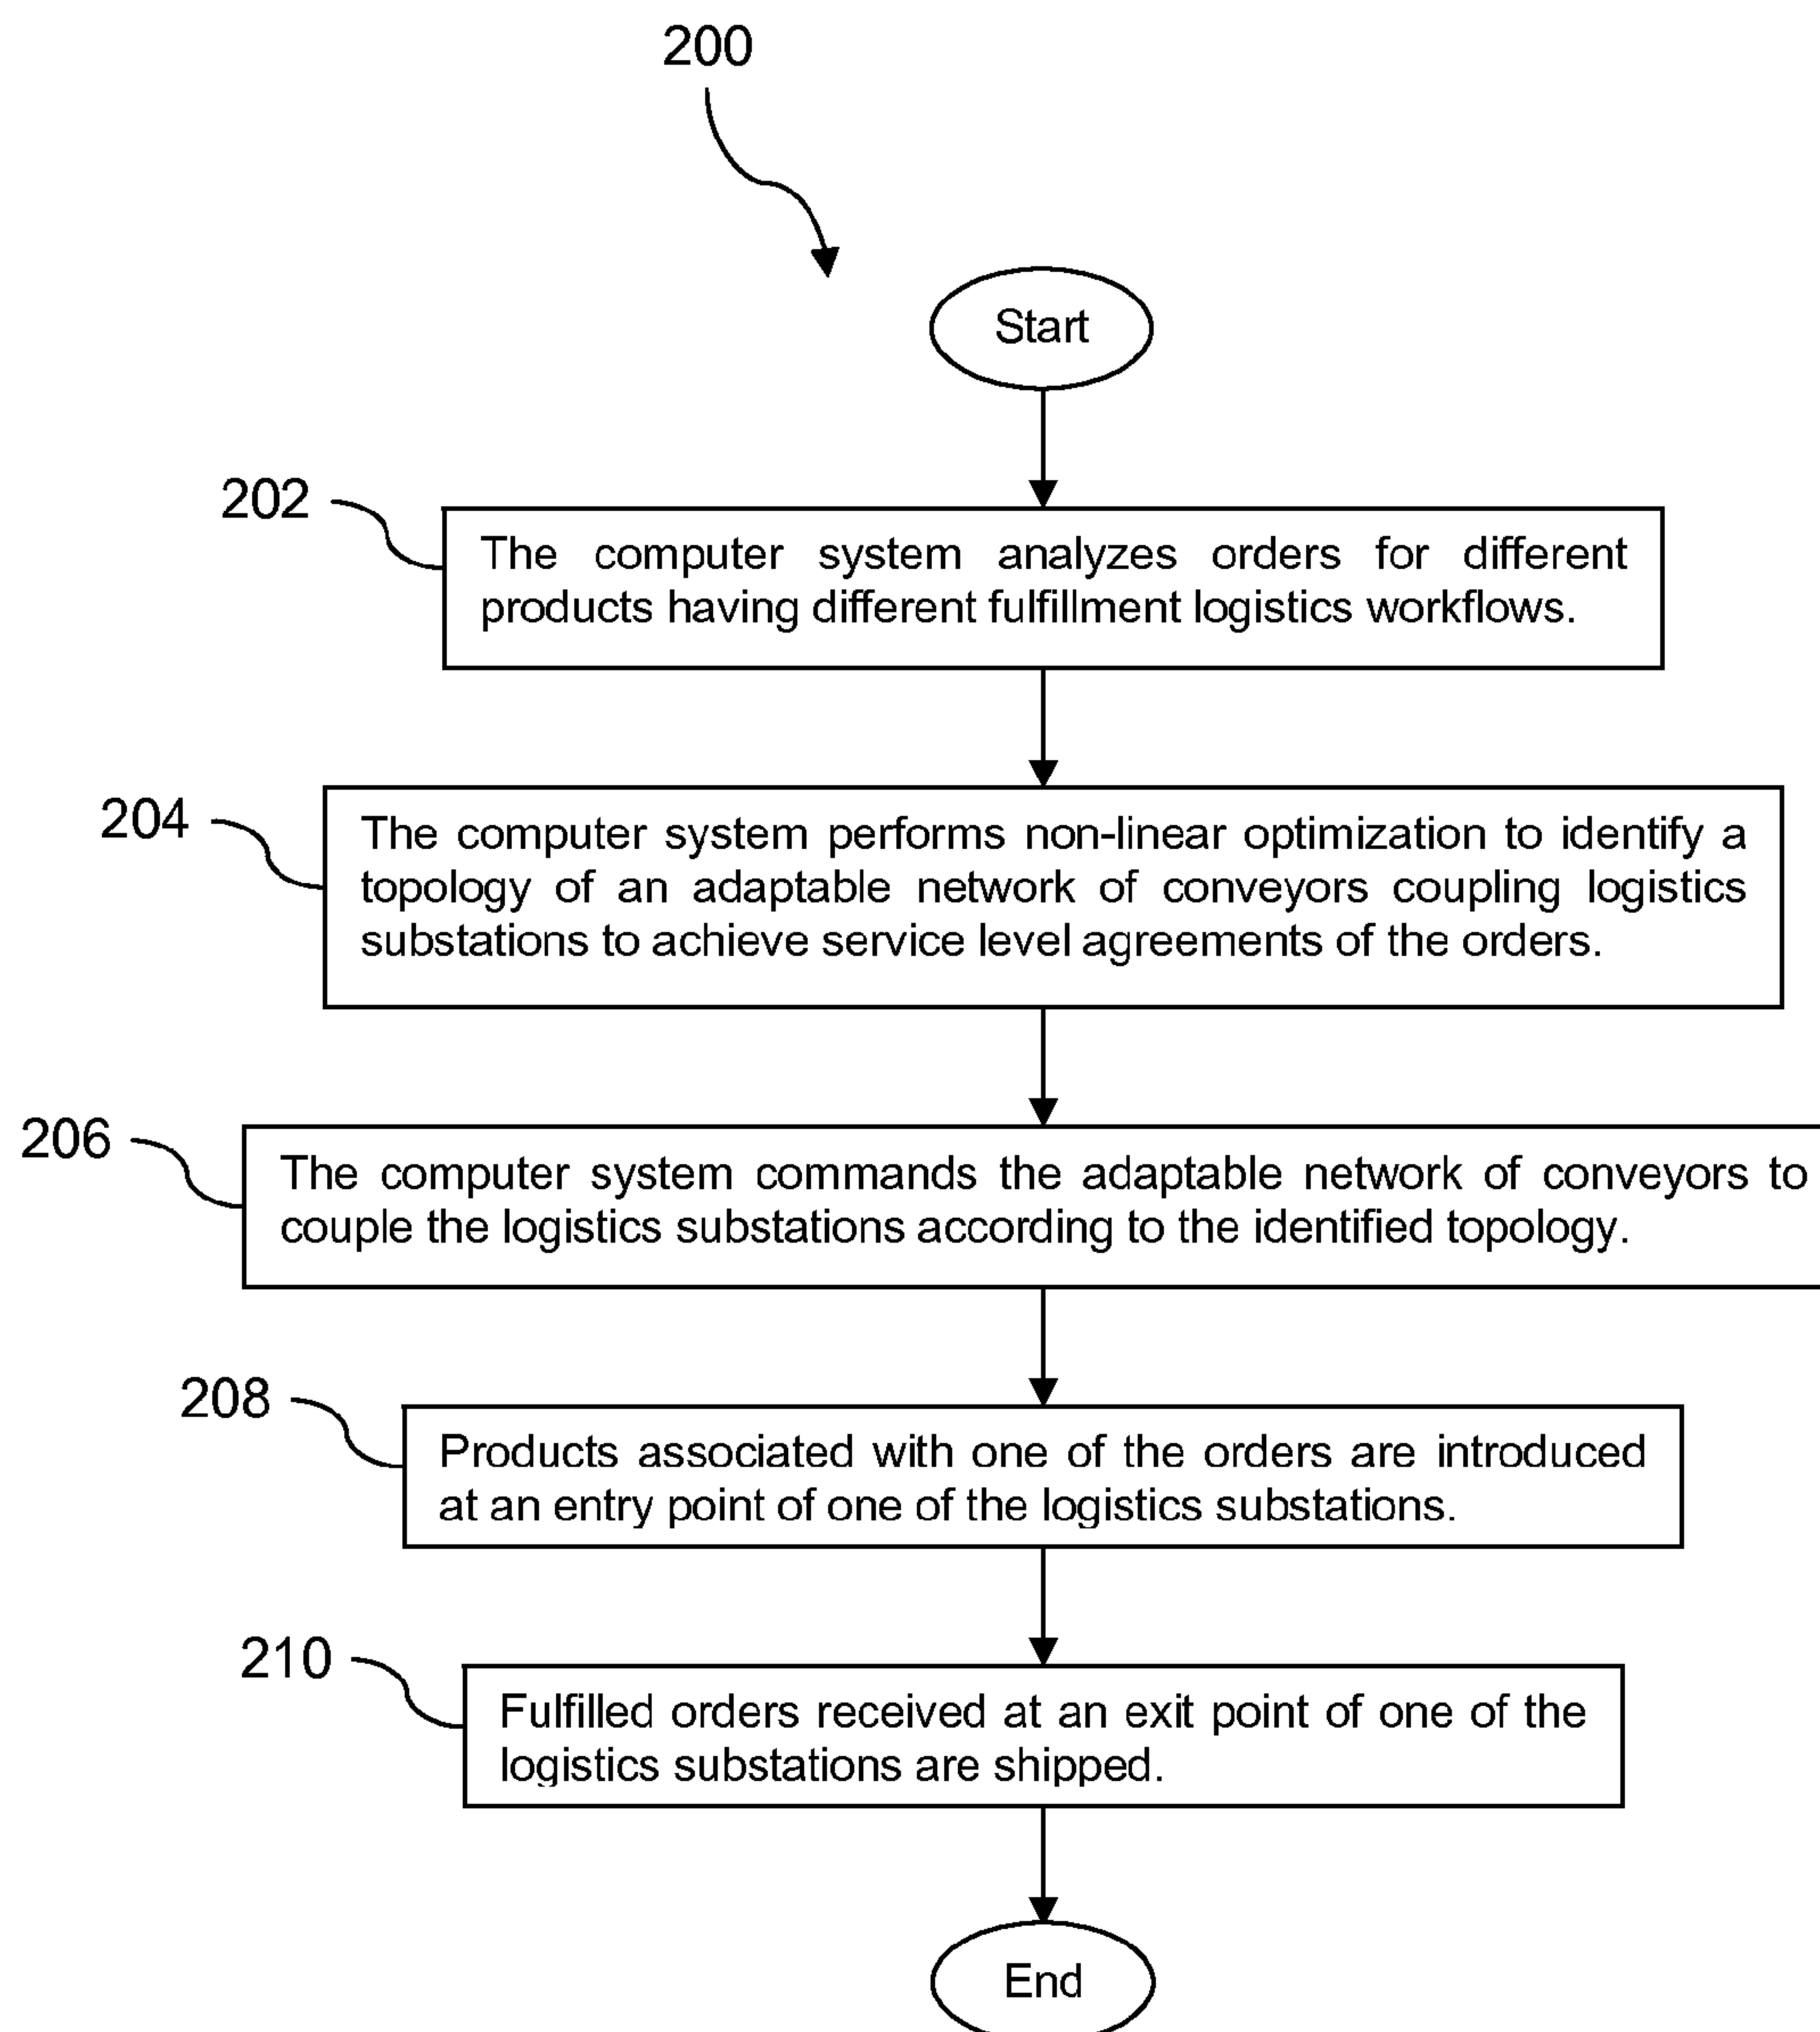 200
Start
202
The computer system analyzes orders for different
products having different fulfillment logistics workflows.
204
The computer system performs non-linear optimization to identify a
topology of an adaptable network of conveyors coupling logistics
substations to achieve service level agreements of the orders.
206
The computer system commands the adaptable network of conveyors to
couple the logistics substations according to the identified topology.
208
Products associated with one of the orders are introduced
at an entry point of one of the logistics substations.
210
Fulfilled orders received at an exit point of one of the
logistics substations are shipped.
End